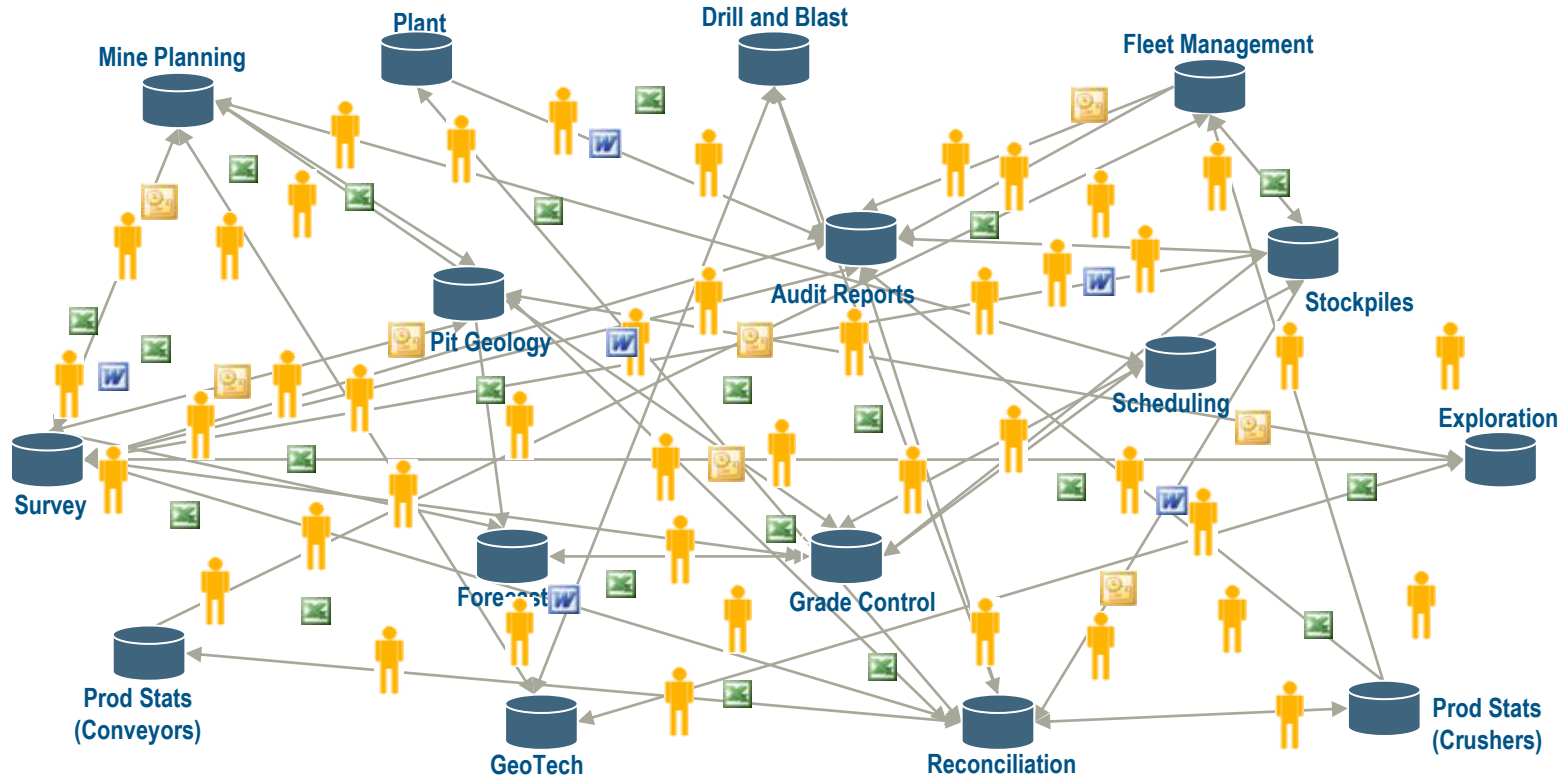 Plant
Drill and Blast
Mine Planning
Fleet Management
Audit Reports
Stockpiles
Pit Geology
Scheduling
Exploration
Survey
Forecast
Grade Control
Prod Stats
(Conveyors)
GeoTech
Reconciliation
Prod Stats
(Crushers)